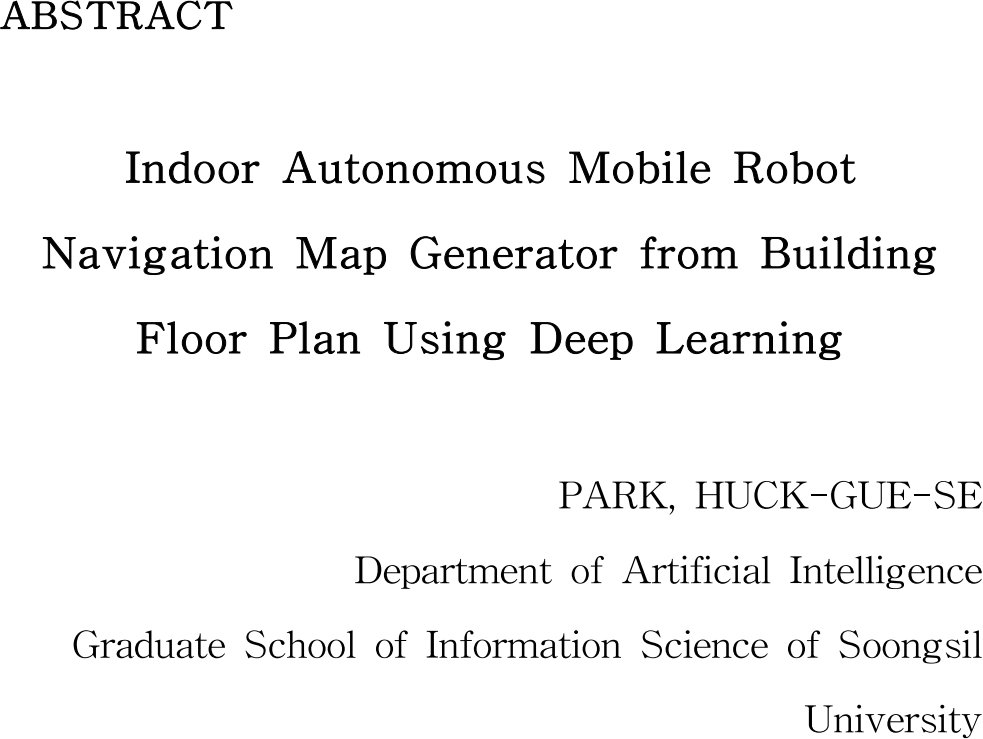 ABSTRACT
Indoor Autonomous Mobile Robot
Navigation Map Generator from Building
Floor Plan Using Deep Learning
PARK, HUCK-GUE-SE
Department of Artificial Intelligence
Graduate School of Information Science of Soongsil
University